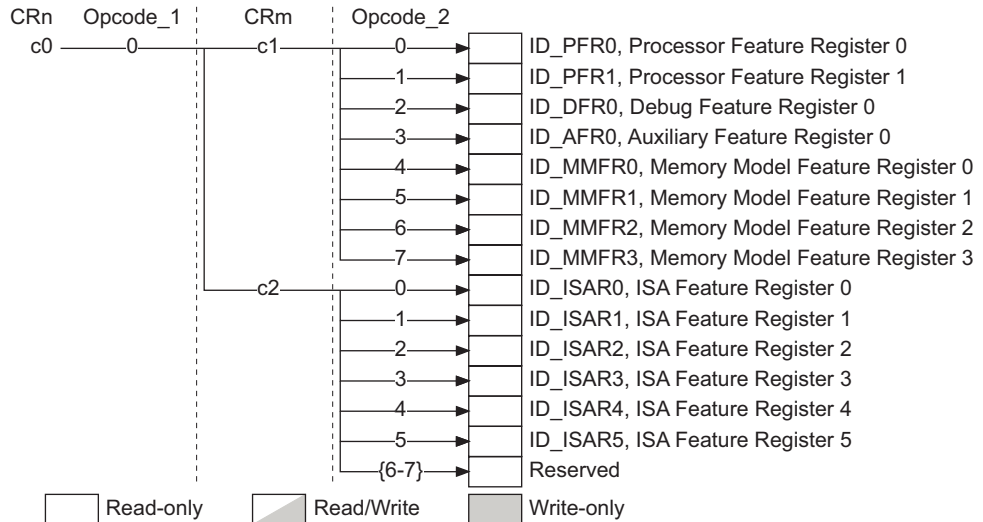 CRn Opcode_1 CRm Opcode_2
c0 0 c1 0 ID_PFR0, Processor Feature Register 0
1 ID_PFR1, Processor Feature Register 1
2 ID_DFR0, Debug Feature Register 0
3 ID_AFR0, Auxiliary Feature Register 0
4 ID_MMFR0, Memory Model Feature Register 0
5 ID_MMFR1, Memory Model Feature Register 1
6 ID_MMFR2, Memory Model Feature Register 2
7 ID_MMFR3, Memory Model Feature Register 3
c2 0 ID_ISAR0, ISA Feature Register 0
1 ID_ISAR1, ISA Feature Register 1
2 ID_ISAR2, ISA Feature Register 2
3 ID_ISAR3, ISA Feature Register 3
4 ID_ISAR4, ISA Feature Register 4
5 ID_ISAR5, ISA Feature Register 5
{6-7} Reserved
Read-only Read/Write Write-only